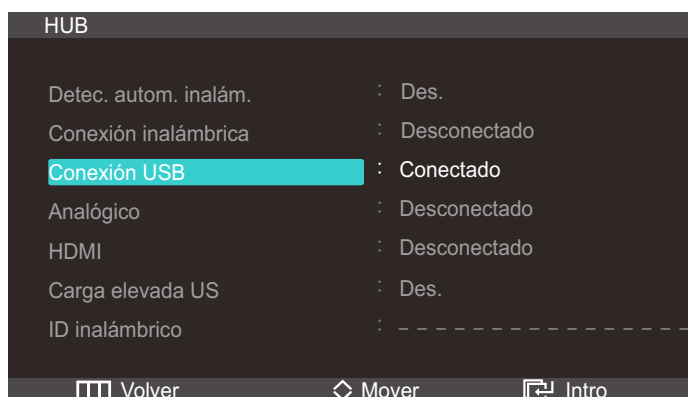 HUB
Detec. autom. inalám. : Des.
Conexión inalámbrica : Desconectado
Conexión USB : Conectado
Analógico : Desconectado
HDMI : Desconectado
Carga elevada US : Des.
ID inalámbrico : – – – – – – – – – – – – – – –
Volver Mover Intro